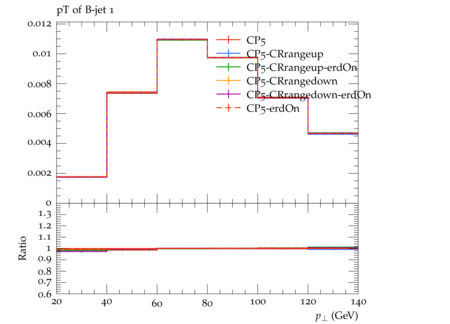 pT of B-jet 1
0.012
0.01
0.008
0.006
0.004
0.002
0
CP5
CP5-CRrangeup
CP5-CRrangeup-erdOn
CP5-CRrangedown
CP5-CRrangedown-erdOn
CP5-erdOn
Ratio
1.3
1.2
1.1
1
0.9
0.8
0.7
0.6
20 40 60 80 100 120 140
p⊥ (GeV)